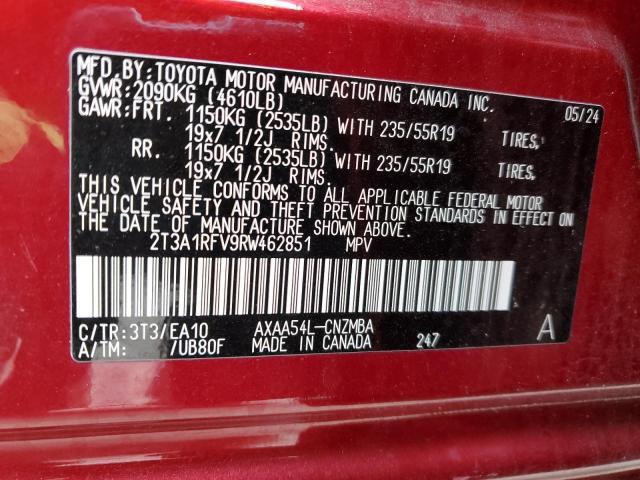 MFD. BY: TOYOTA MOTOR MANUFACTURING CANADA INC. 05/24
GVWR: 2090KG (4610LB)
GAWR: FRT. 1150KG (2535LB) WITH 235/55R19 TIRES,
19x7 1/2J RIMS.
RR. 1150KG (2535LB) WITH 235/55R19 TIRES,
19x7 1/2J RIMS.
THIS VEHICLE CONFORMS TO ALL APPLICABLE FEDERAL MOTOR
VEHICLE SAFETY AND THEFT PREVENTION STANDARDS IN EFFECT ON
THE DATE OF MANUFACTURE SHOWN ABOVE.
2T3A1RFV9RW462851 MPV
C/TR: 3T3/EA10 AXAA54L-CNZMBA A
A/TM: /UB80F MADE IN CANADA 247